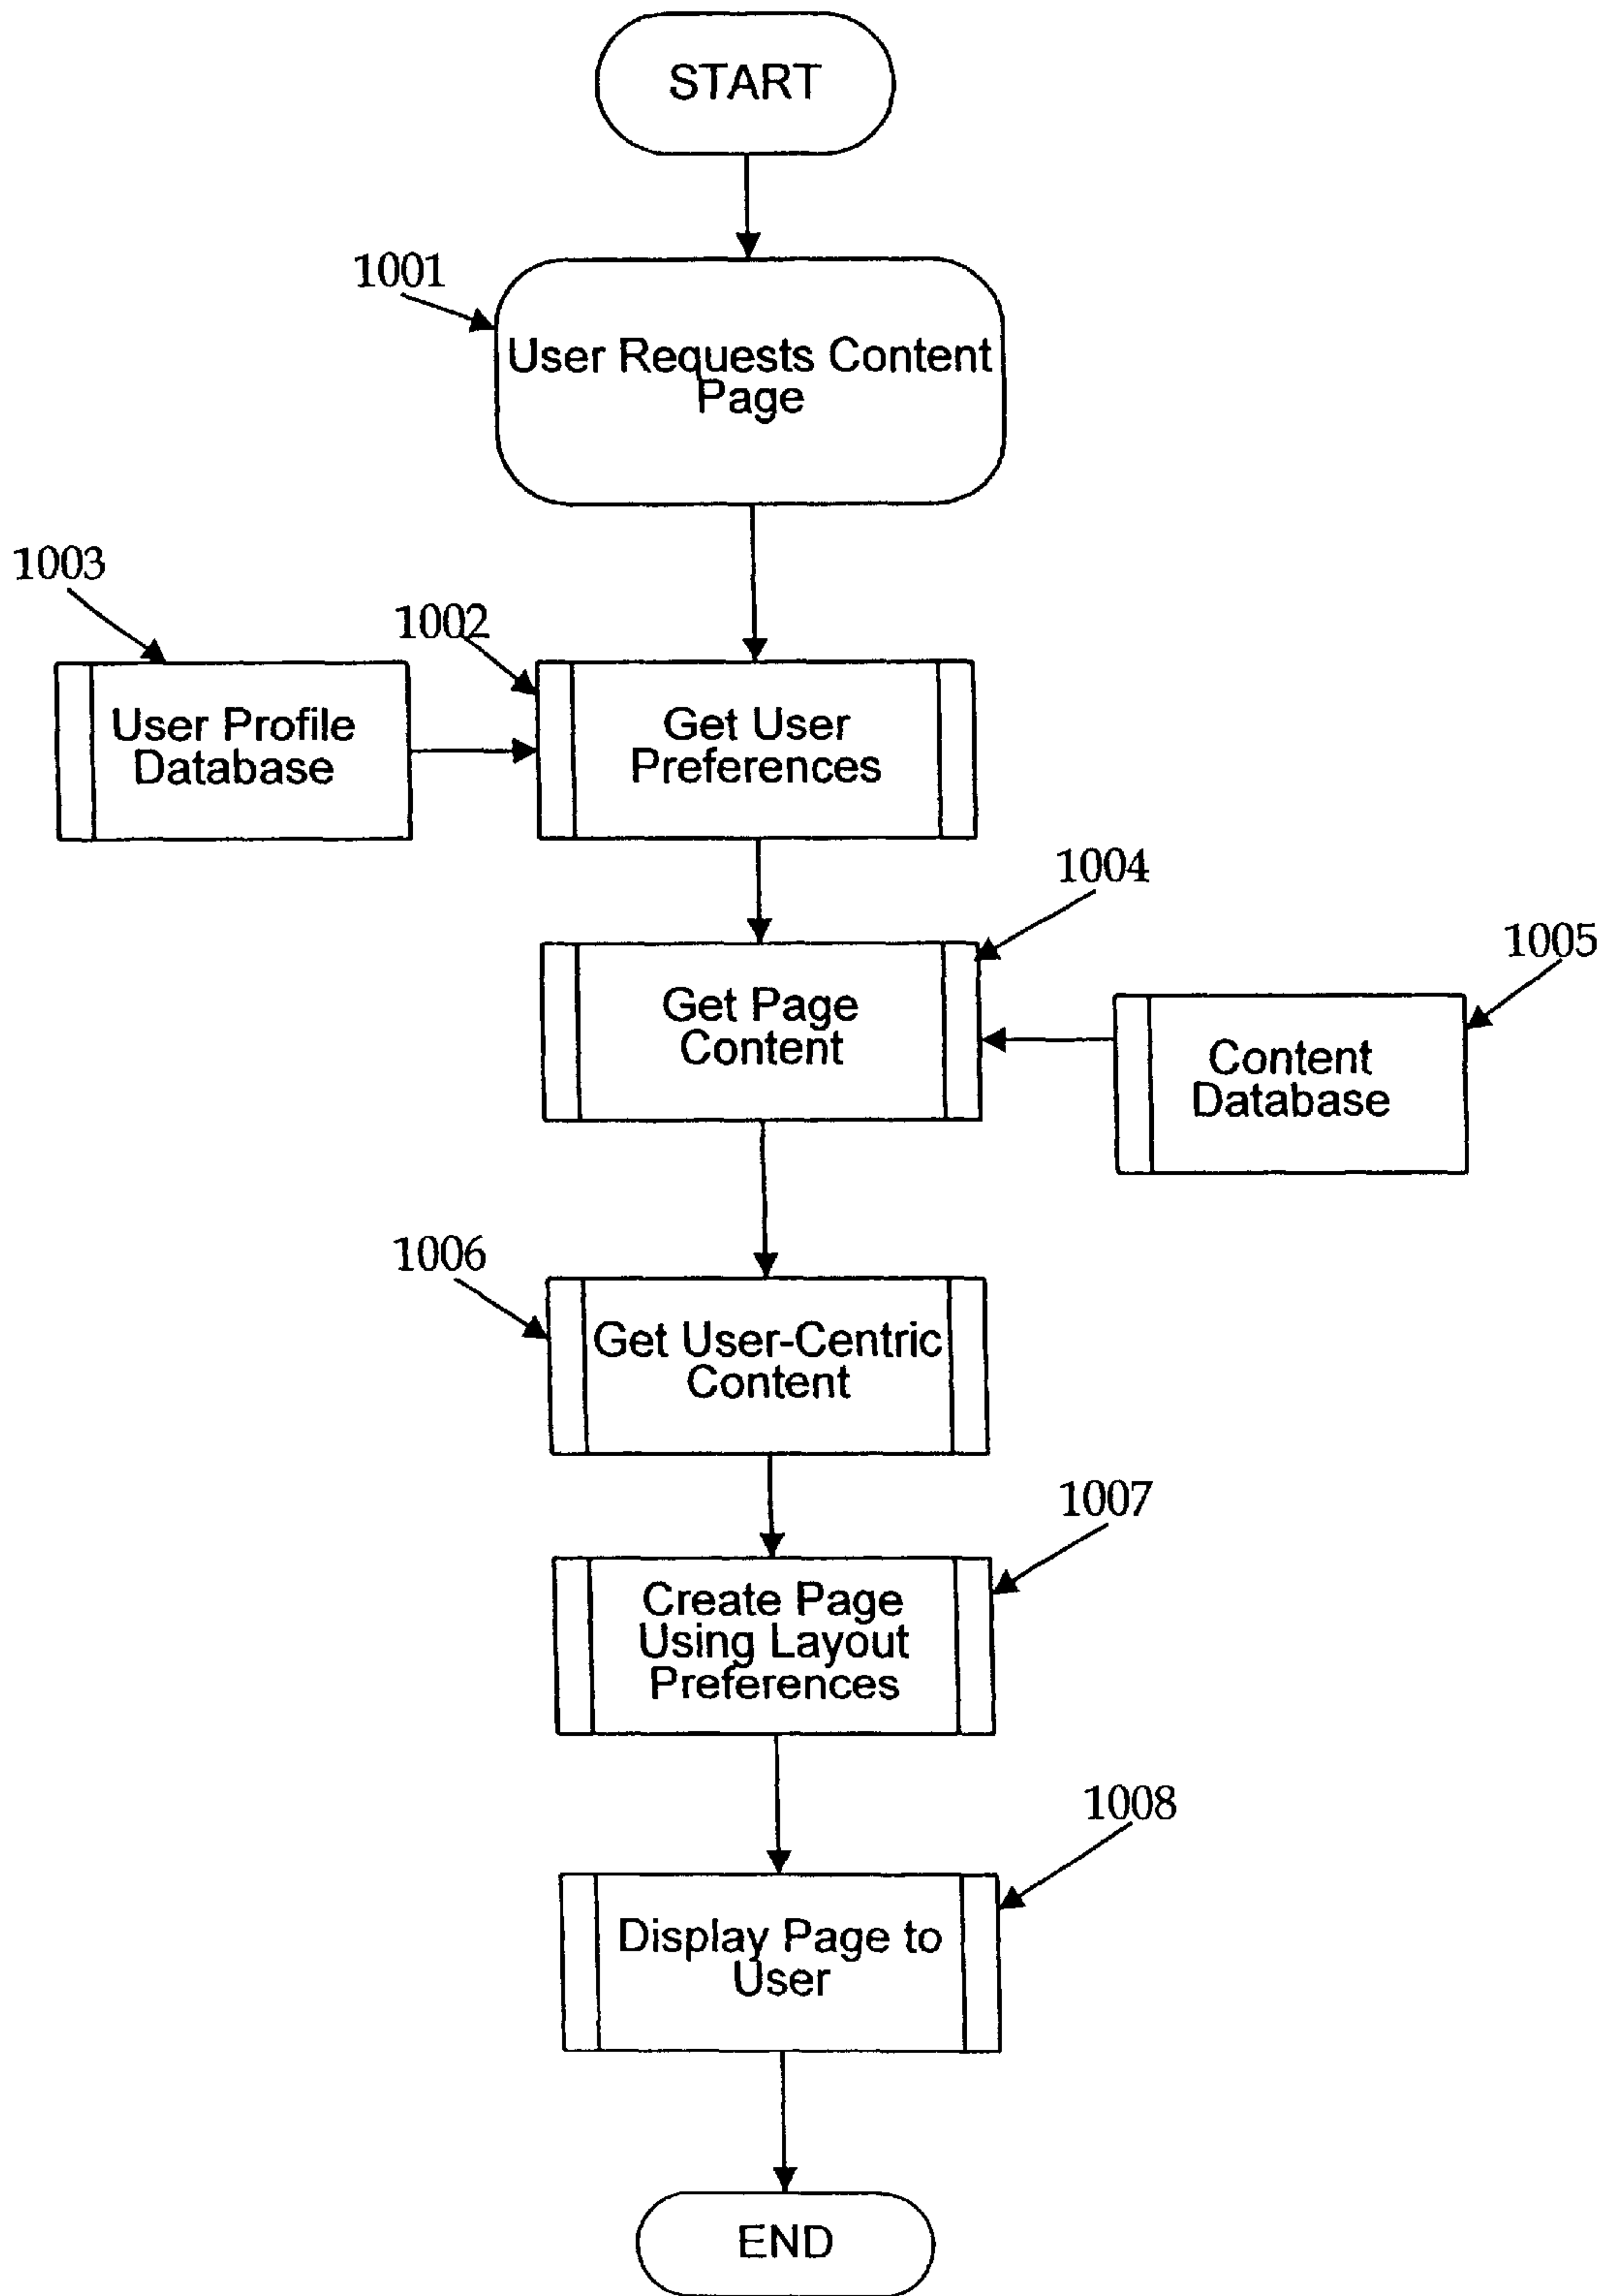 START
1001
User Requests Content
Page
1003
1002
User Profile
Database
Get User
Preferences
1004
1005
Get Page
Content
Content
Database
1006
Get User-Centric
Content
1007
Create Page
Using Layout
Preferences
1008
Display Page to
User
END